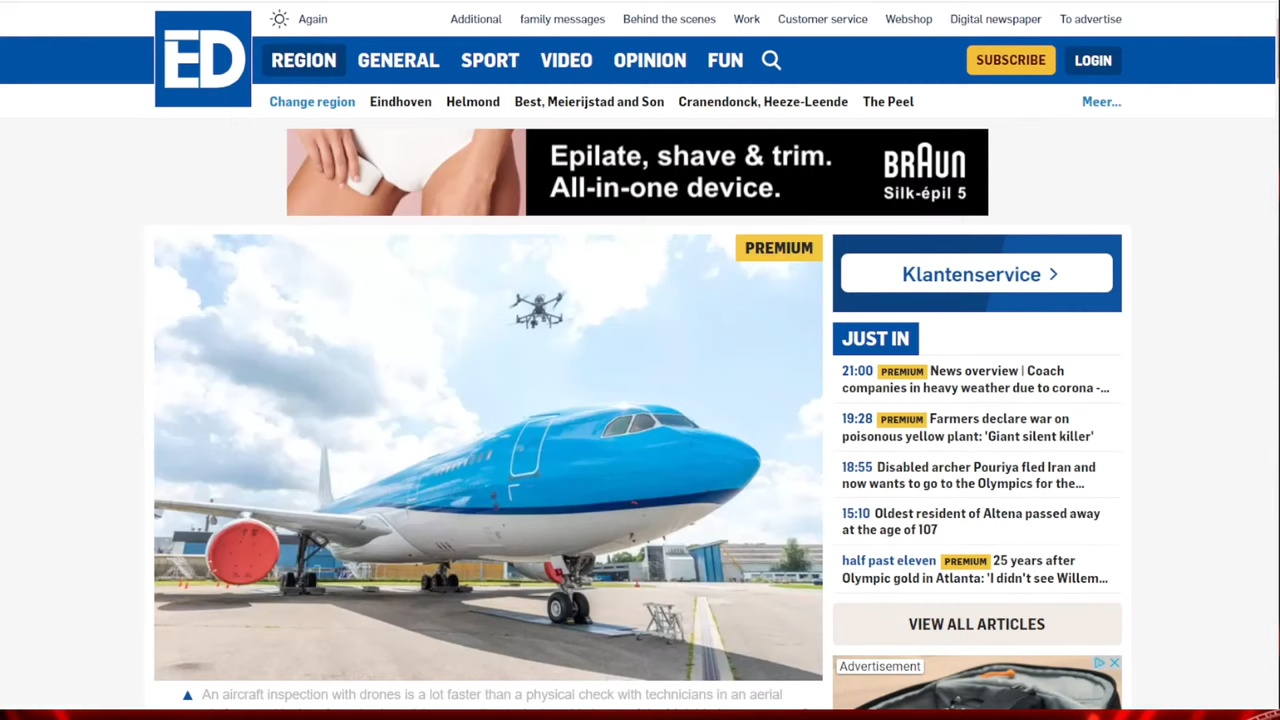 Again
Additional
family messages
Behind the scenes
Work
Customer service
Webshop
Digital newspaper
To advertise
ED
REGION
GENERAL
SPORT
VIDEO
OPINION
FUN
SUBSCRIBE
LOGIN
Change region
Eindhoven
Helmond
Best, Meierijstad and Son
Cranendonck, Heeze-Leende
The Peel
Meer...
Epilate, shave & trim.
All-in-one device.
BRAUN
Silk-épil 5
PREMIUM
Klantenservice >
JUST IN
21:00 PREMIUM News overview | Coach
companies in heavy weather due to corona -...
19:28 PREMIUM Farmers declare war on
poisonous yellow plant: 'Giant silent killer'
18:55 Disabled archer Pouriya fled Iran and
now wants to go to the Olympics for the...
15:10 Oldest resident of Altena passed away
at the age of 107
half past eleven PREMIUM 25 years after
Olympic gold in Atlanta: 'I didn't see Willem...
VIEW ALL ARTICLES
Advertisement
▲ An aircraft inspection with drones is a lot faster than a physical check with technicians in an aerial